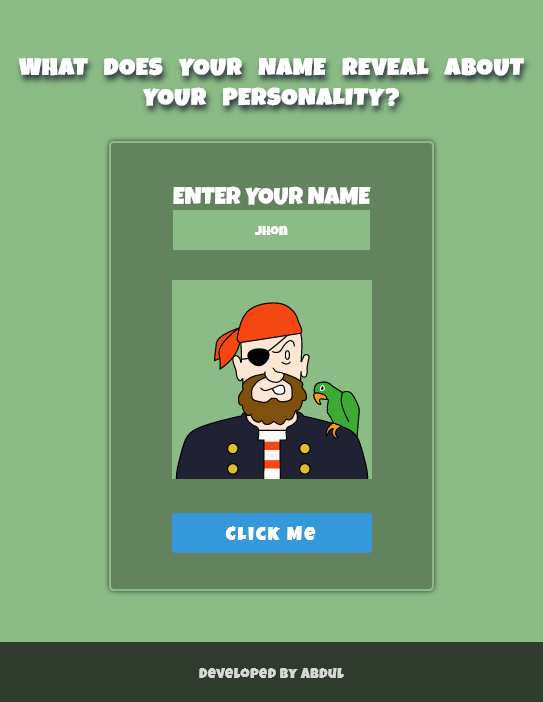 WHAT DOES YOUR NAME REVEAL ABOUT
YOUR PERSONALITY?
ENTER YOUR NAME
Jhon
Click Me
Developed by Abdul